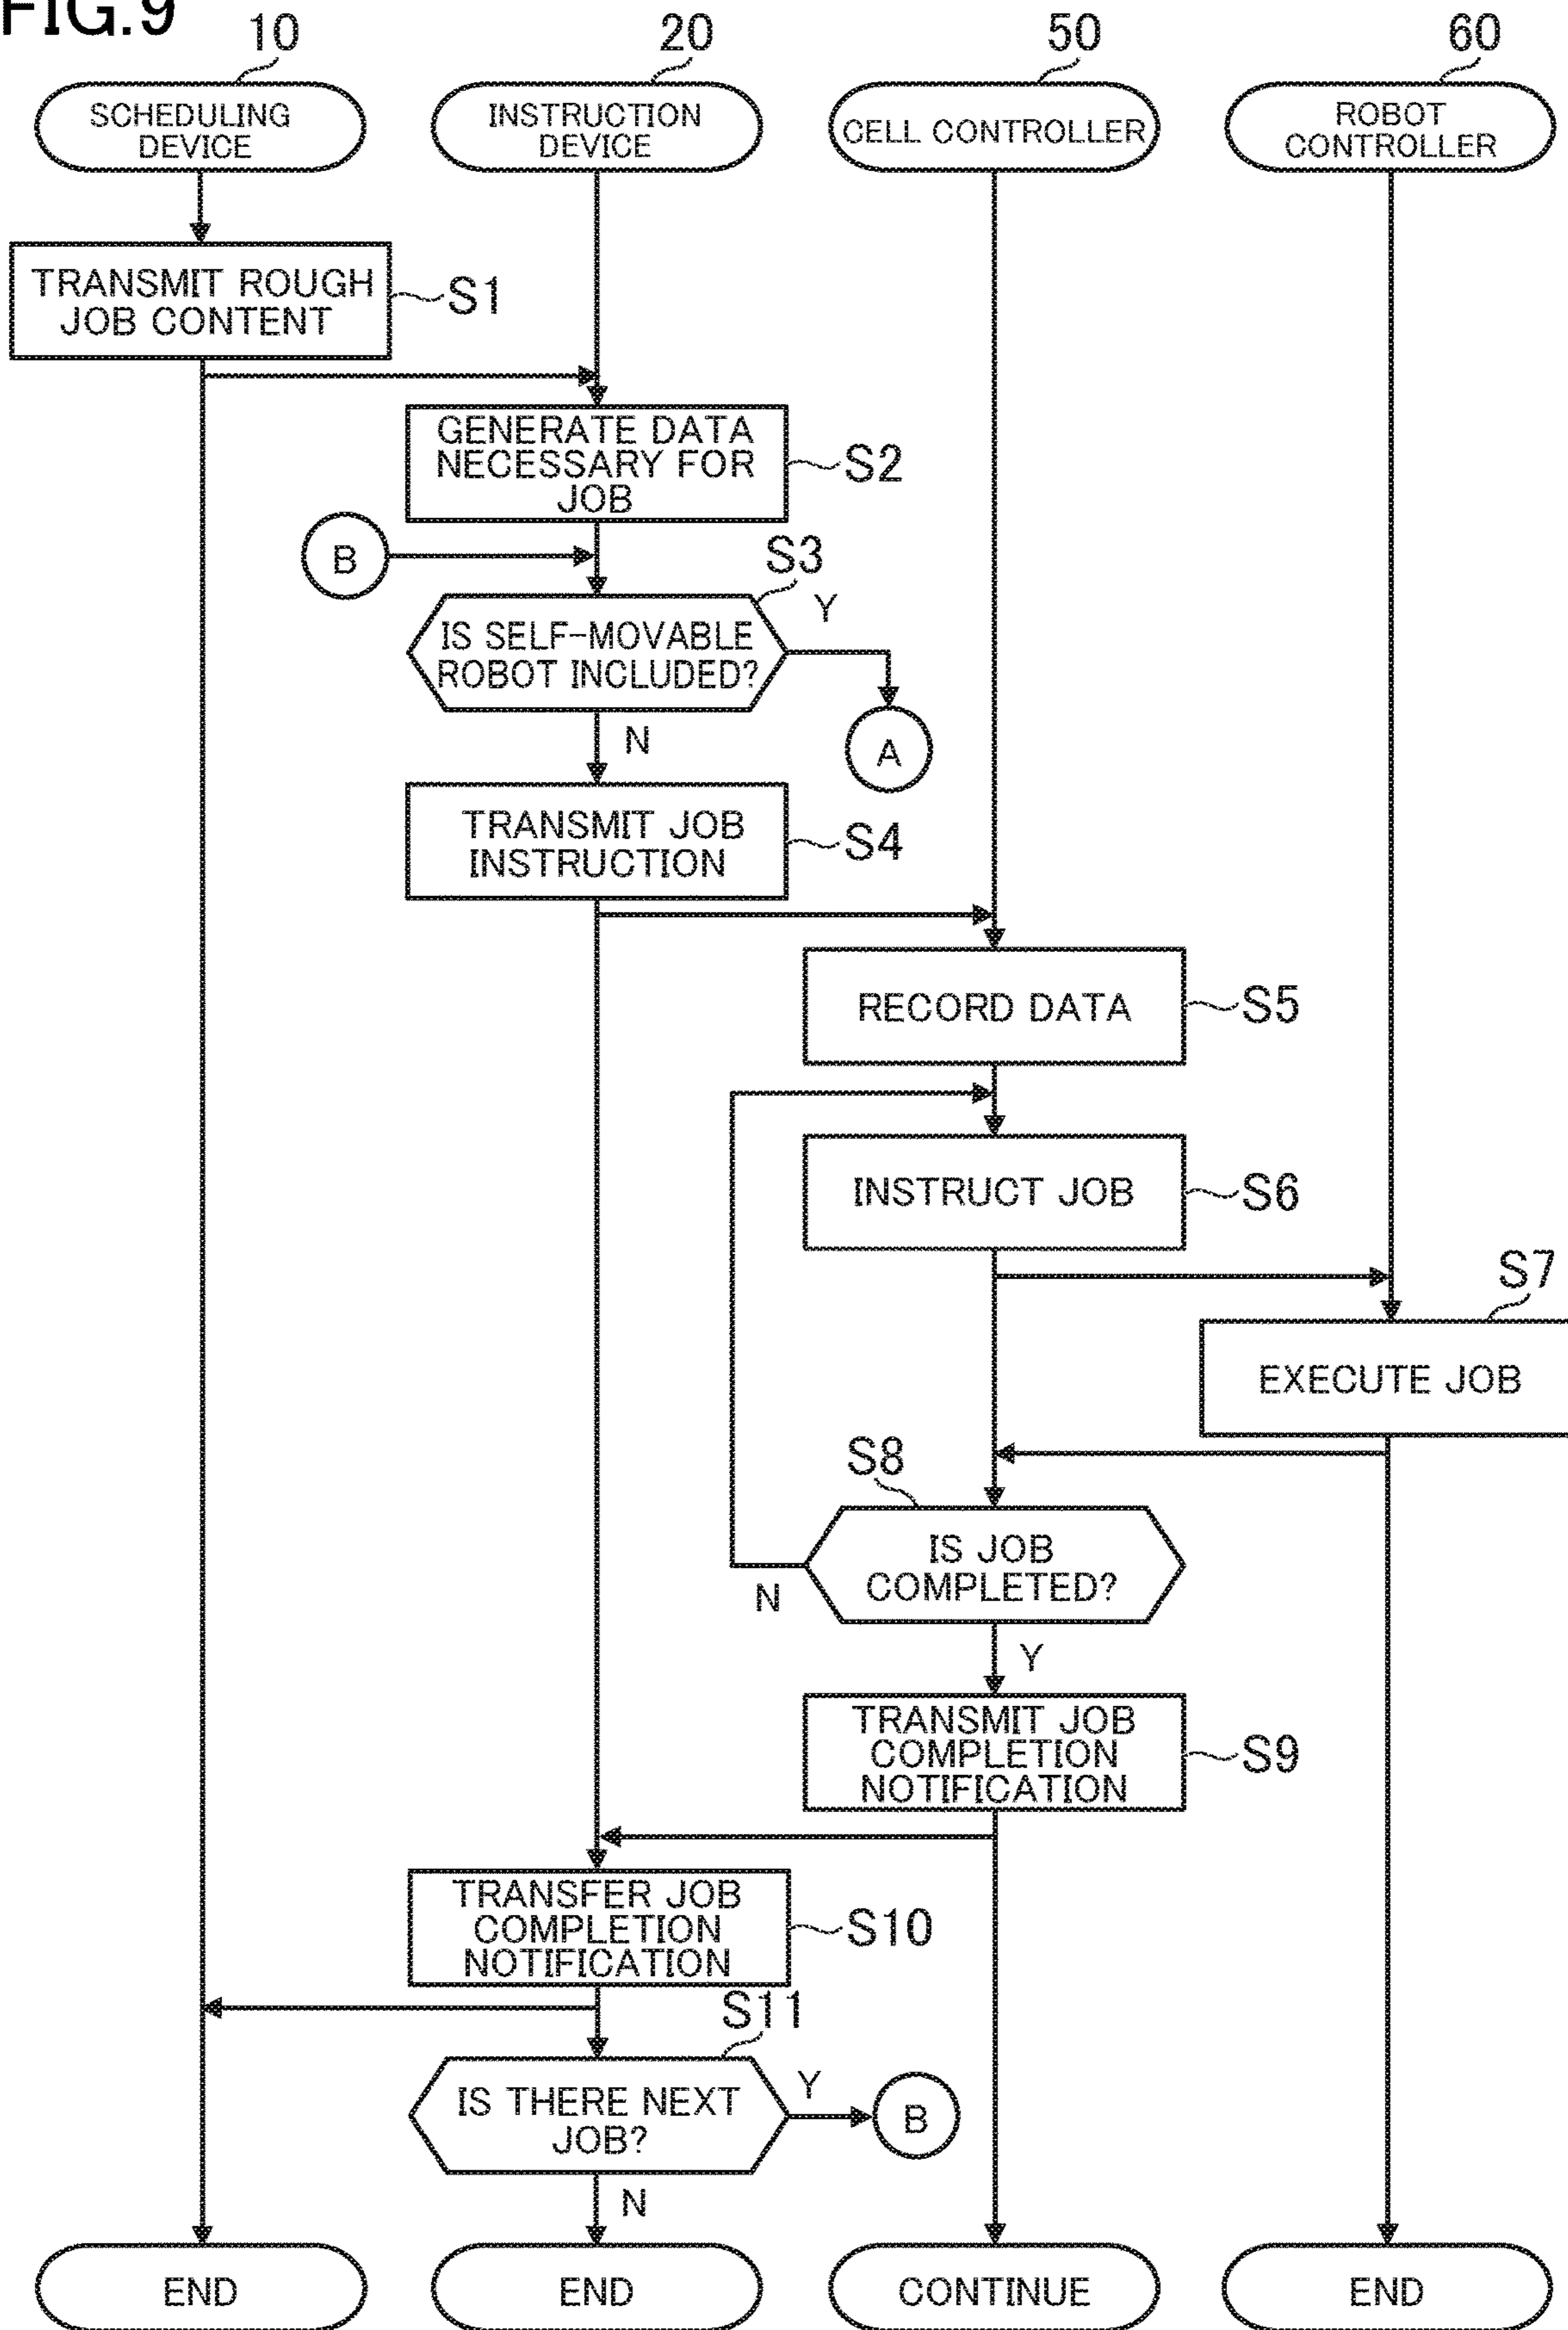 FIG.9
10
20
50
60
SCHEDULING
DEVICE
INSTRUCTION
DEVICE
CELL CONTROLLER
ROBOT
CONTROLLER
TRANSMIT ROUGH
JOB CONTENT
S1
GENERATE DATA
NECESSARY FOR
JOB
S2
B
S3
IS SELF-MOVABLE
ROBOT INCLUDED?
Y
N
A
TRANSMIT JOB
INSTRUCTION
S4
RECORD DATA
S5
INSTRUCT JOB
S6
S7
EXECUTE JOB
S8
IS JOB
COMPLETED?
N
Y
TRANSMIT JOB
COMPLETION
NOTIFICATION
S9
TRANSFER JOB
COMPLETION
NOTIFICATION
S10
S11
IS THERE NEXT
JOB?
Y
B
N
END
END
CONTINUE
END